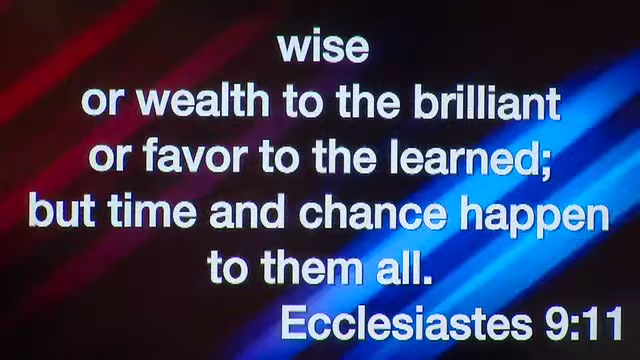 wise
or wealth to the brilliant
or favor to the learned;
but time and chance happen
to them all.
Ecclesiastes 9:11